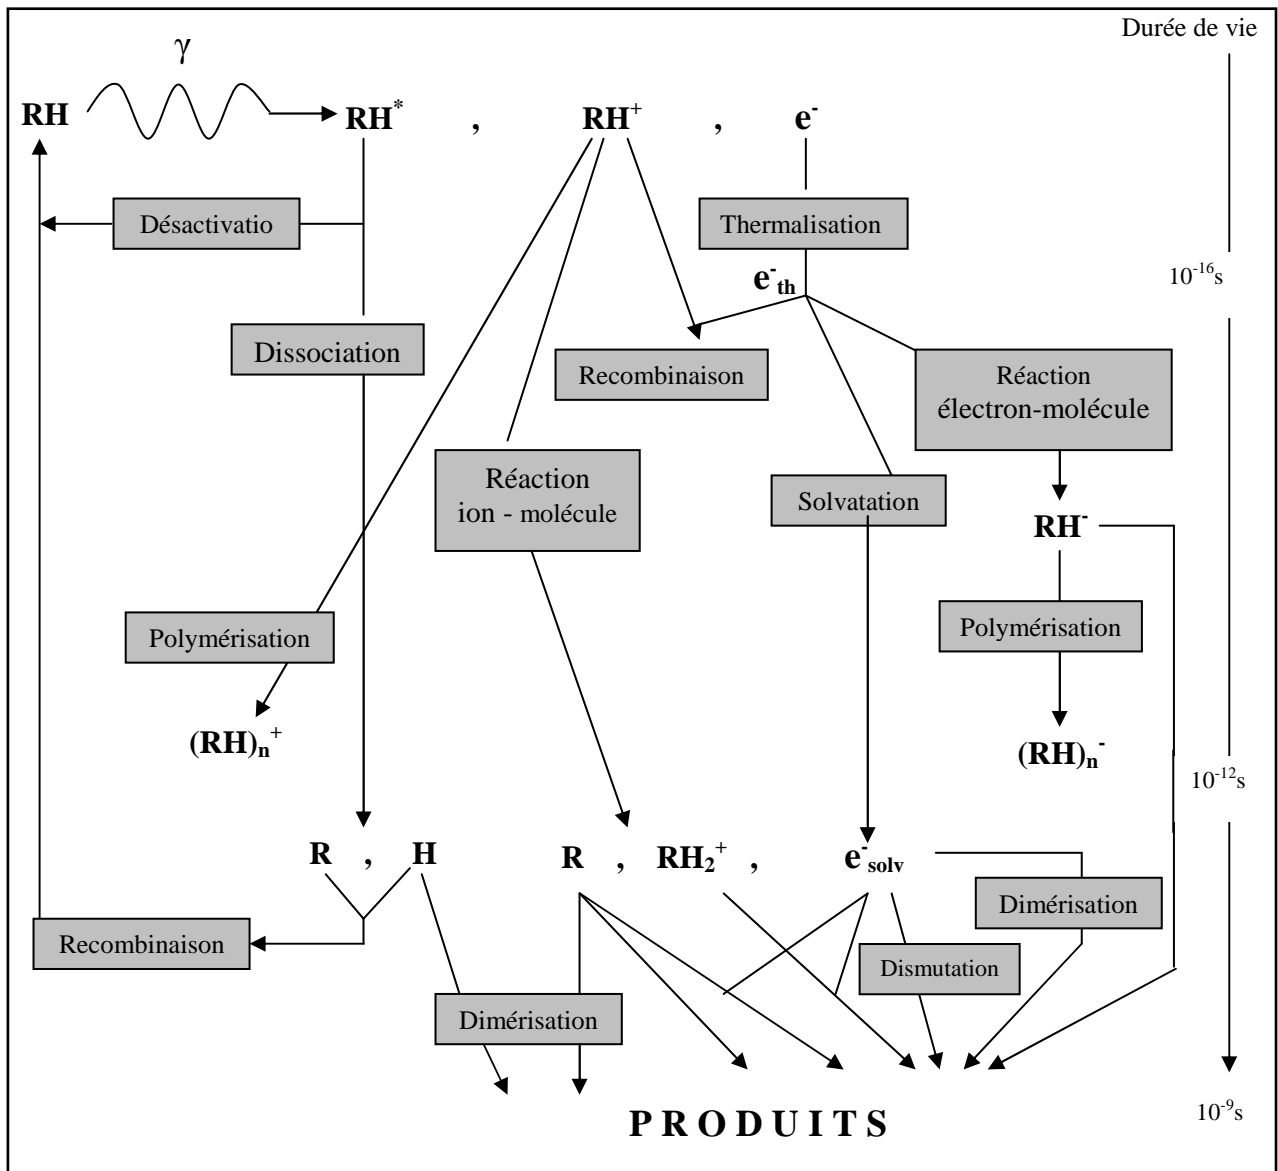 Durée de vie
γ
RH
RH*
,
RH⁺
,
e⁻
Désactivatio
Thermalisation
10⁻¹⁶s
e⁻th
Dissociation
Recombinaison
Réaction
électron-molécule
Réaction
ion - molécule
Solvatation
RH⁻
Polymérisation
Polymérisation
(RH)n⁺
(RH)n⁻
10⁻¹²s
R , H
R , RH₂⁺ ,
e⁻solv
Dimérisation
Recombinaison
Dismutation
Dimérisation
10⁻⁹s
PRODUITS